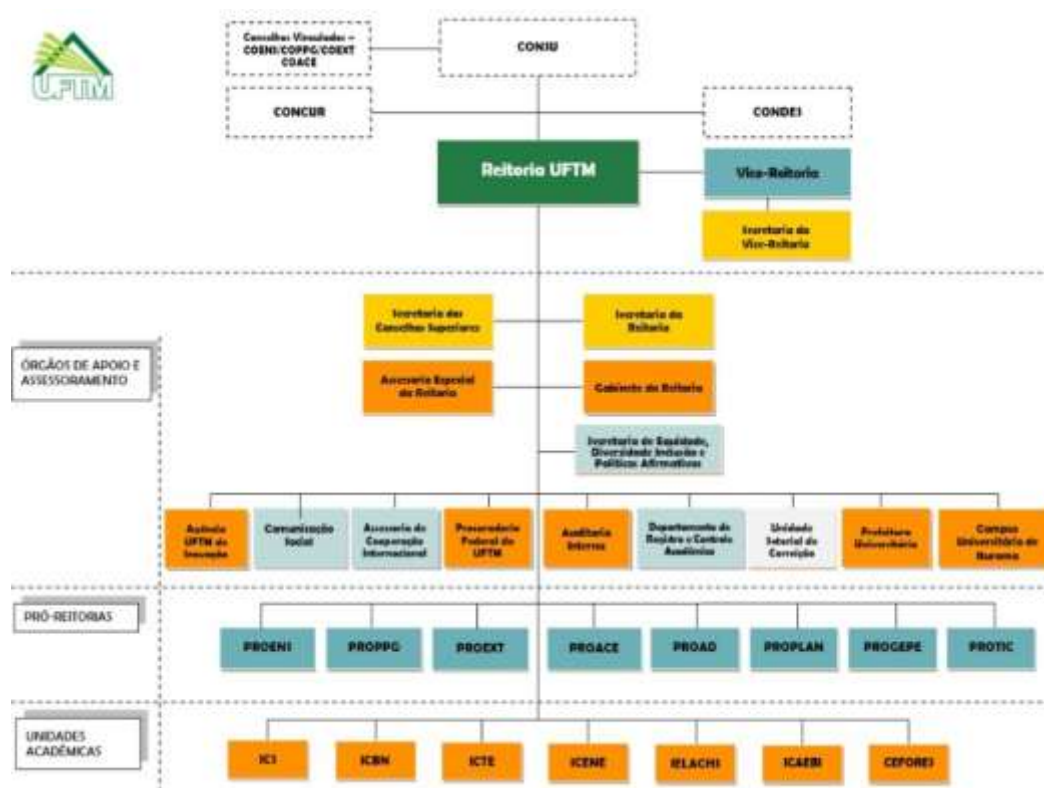 UFTM
Conselhos Vinculados –
COENS/COPPG/COEXT
COACE
CONSU
CONCUR
CONDES
Reitoria UFTM
Vice-Reitoria
Secretaria da
Vice-Reitoria
Secretaria dos
Conselhos Superiores
Secretaria da
Reitoria
ÓRGÃOS DE APOIO E
ASSESSORAMENTO
Assessoria Especial
da Reitoria
Gabinete da Reitoria
Secretaria de Equidade,
Diversidade Inclusão e
Políticas Afirmativas
Agência
UFTM de
Inovação
Comunicação
Social
Assessoria de
Cooperação
Internacional
Procuradoria
Federal da
UFTM
Auditoria
Interna
Departamento de
Registro e Controle
Acadêmico
Unidade
Setorial de
Correição
Prefeitura
Universitária
Campus
Universitário de
Iturama
PRÓ-REITORIAS
PROENS
PROPPG
PROEXT
PROACE
PROAD
PROPLAN
PROGEPE
PROTIC
UNIDADES
ACADÊMICAS
ICS
ICBN
ICTE
ICENE
IELACHS
ICAEBI
CEFORES